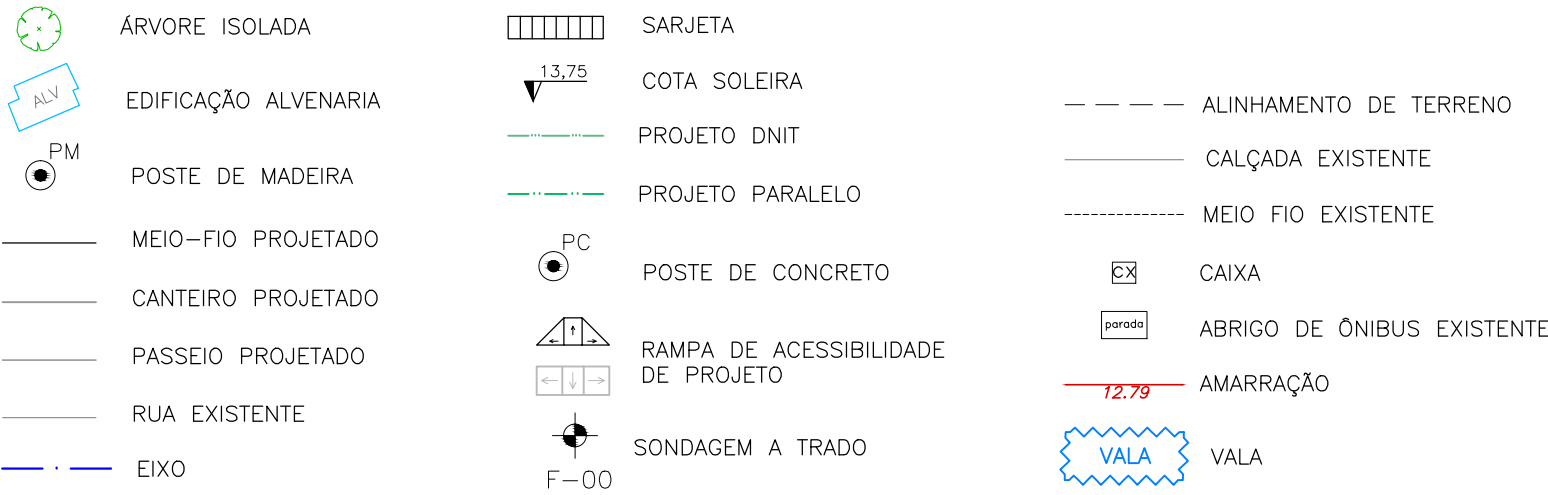 ÁRVORE ISOLADA
ALV
EDIFICAÇÃO ALVENARIA
PM
POSTE DE MADEIRA
MEIO-FIO PROJETADO
CANTEIRO PROJETADO
PASSEIO PROJETADO
RUA EXISTENTE
EIXO
SARJETA
13,75
COTA SOLEIRA
PROJETO DNIT
PROJETO PARALELO
PC
POSTE DE CONCRETO
RAMPA DE ACESSIBILIDADE
DE PROJETO
SONDAGEM A TRADO
F-00
ALINHAMENTO DE TERRENO
CALÇADA EXISTENTE
MEIO FIO EXISTENTE
CX
CAIXA
parada
ABRIGO DE ÔNIBUS EXISTENTE
AMARRAÇÃO
12.79
VALA
VALA